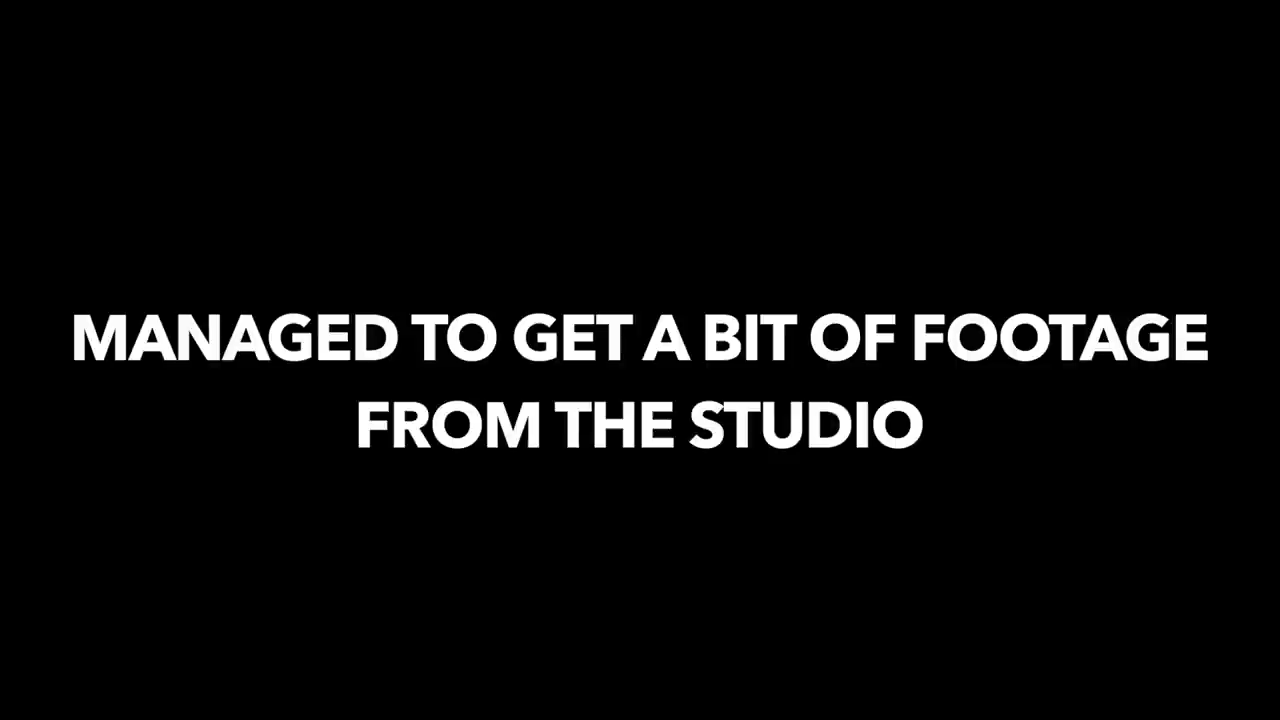 MANAGED TO GET A BIT OF FOOTAGE
FROM THE STUDIO